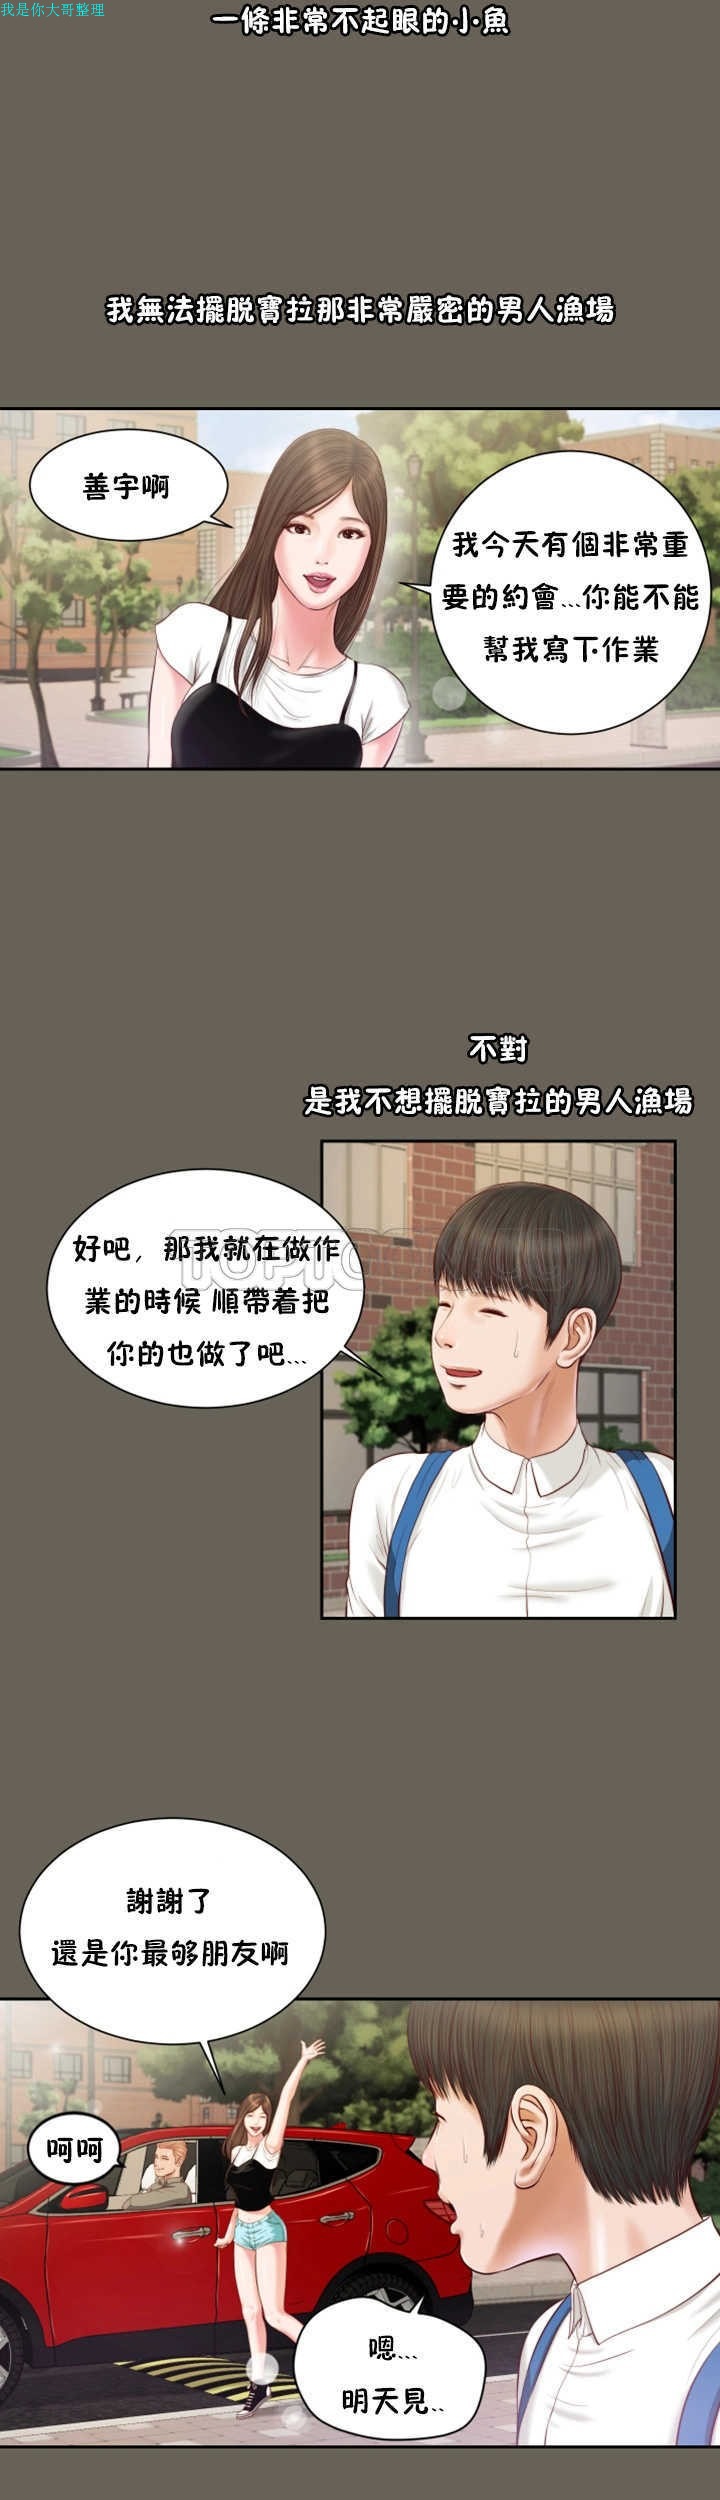 我是你大哥整理
一條非常不起眼的小魚
我無法擺脫寶拉那非常嚴密的男人漁場
善宇啊
我今天有個非常重
要的約會...你能不能
幫我寫下作業
不對
是我不想擺脫寶拉的男人漁場
好吧，那我就在做作
業的時候 順帶着把
你的也做了吧...
謝謝了
還是你最够朋友啊
呵呵
嗯...
明天見..